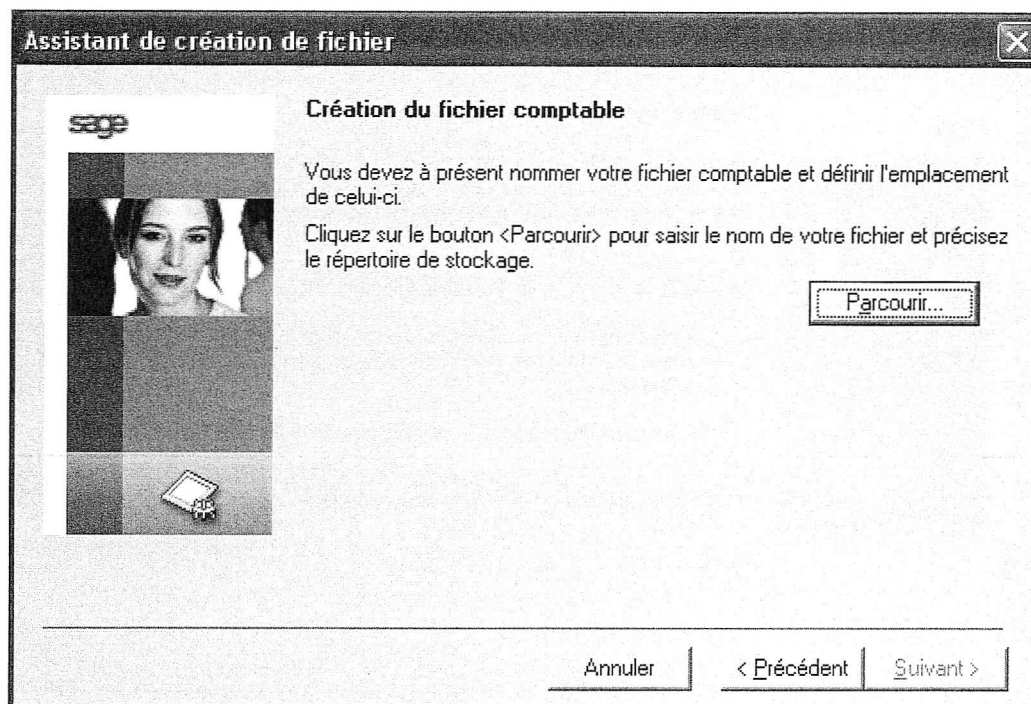 Assistant de création de fichier
sage
Création du fichier comptable
Vous devez à présent nommer votre fichier comptable et définir l'emplacement
de celui-ci.
Cliquez sur le bouton <Parcourir> pour saisir le nom de votre fichier et précisez
le répertoire de stockage.
Parcourir...
Annuler
< Précédent
Suivant >